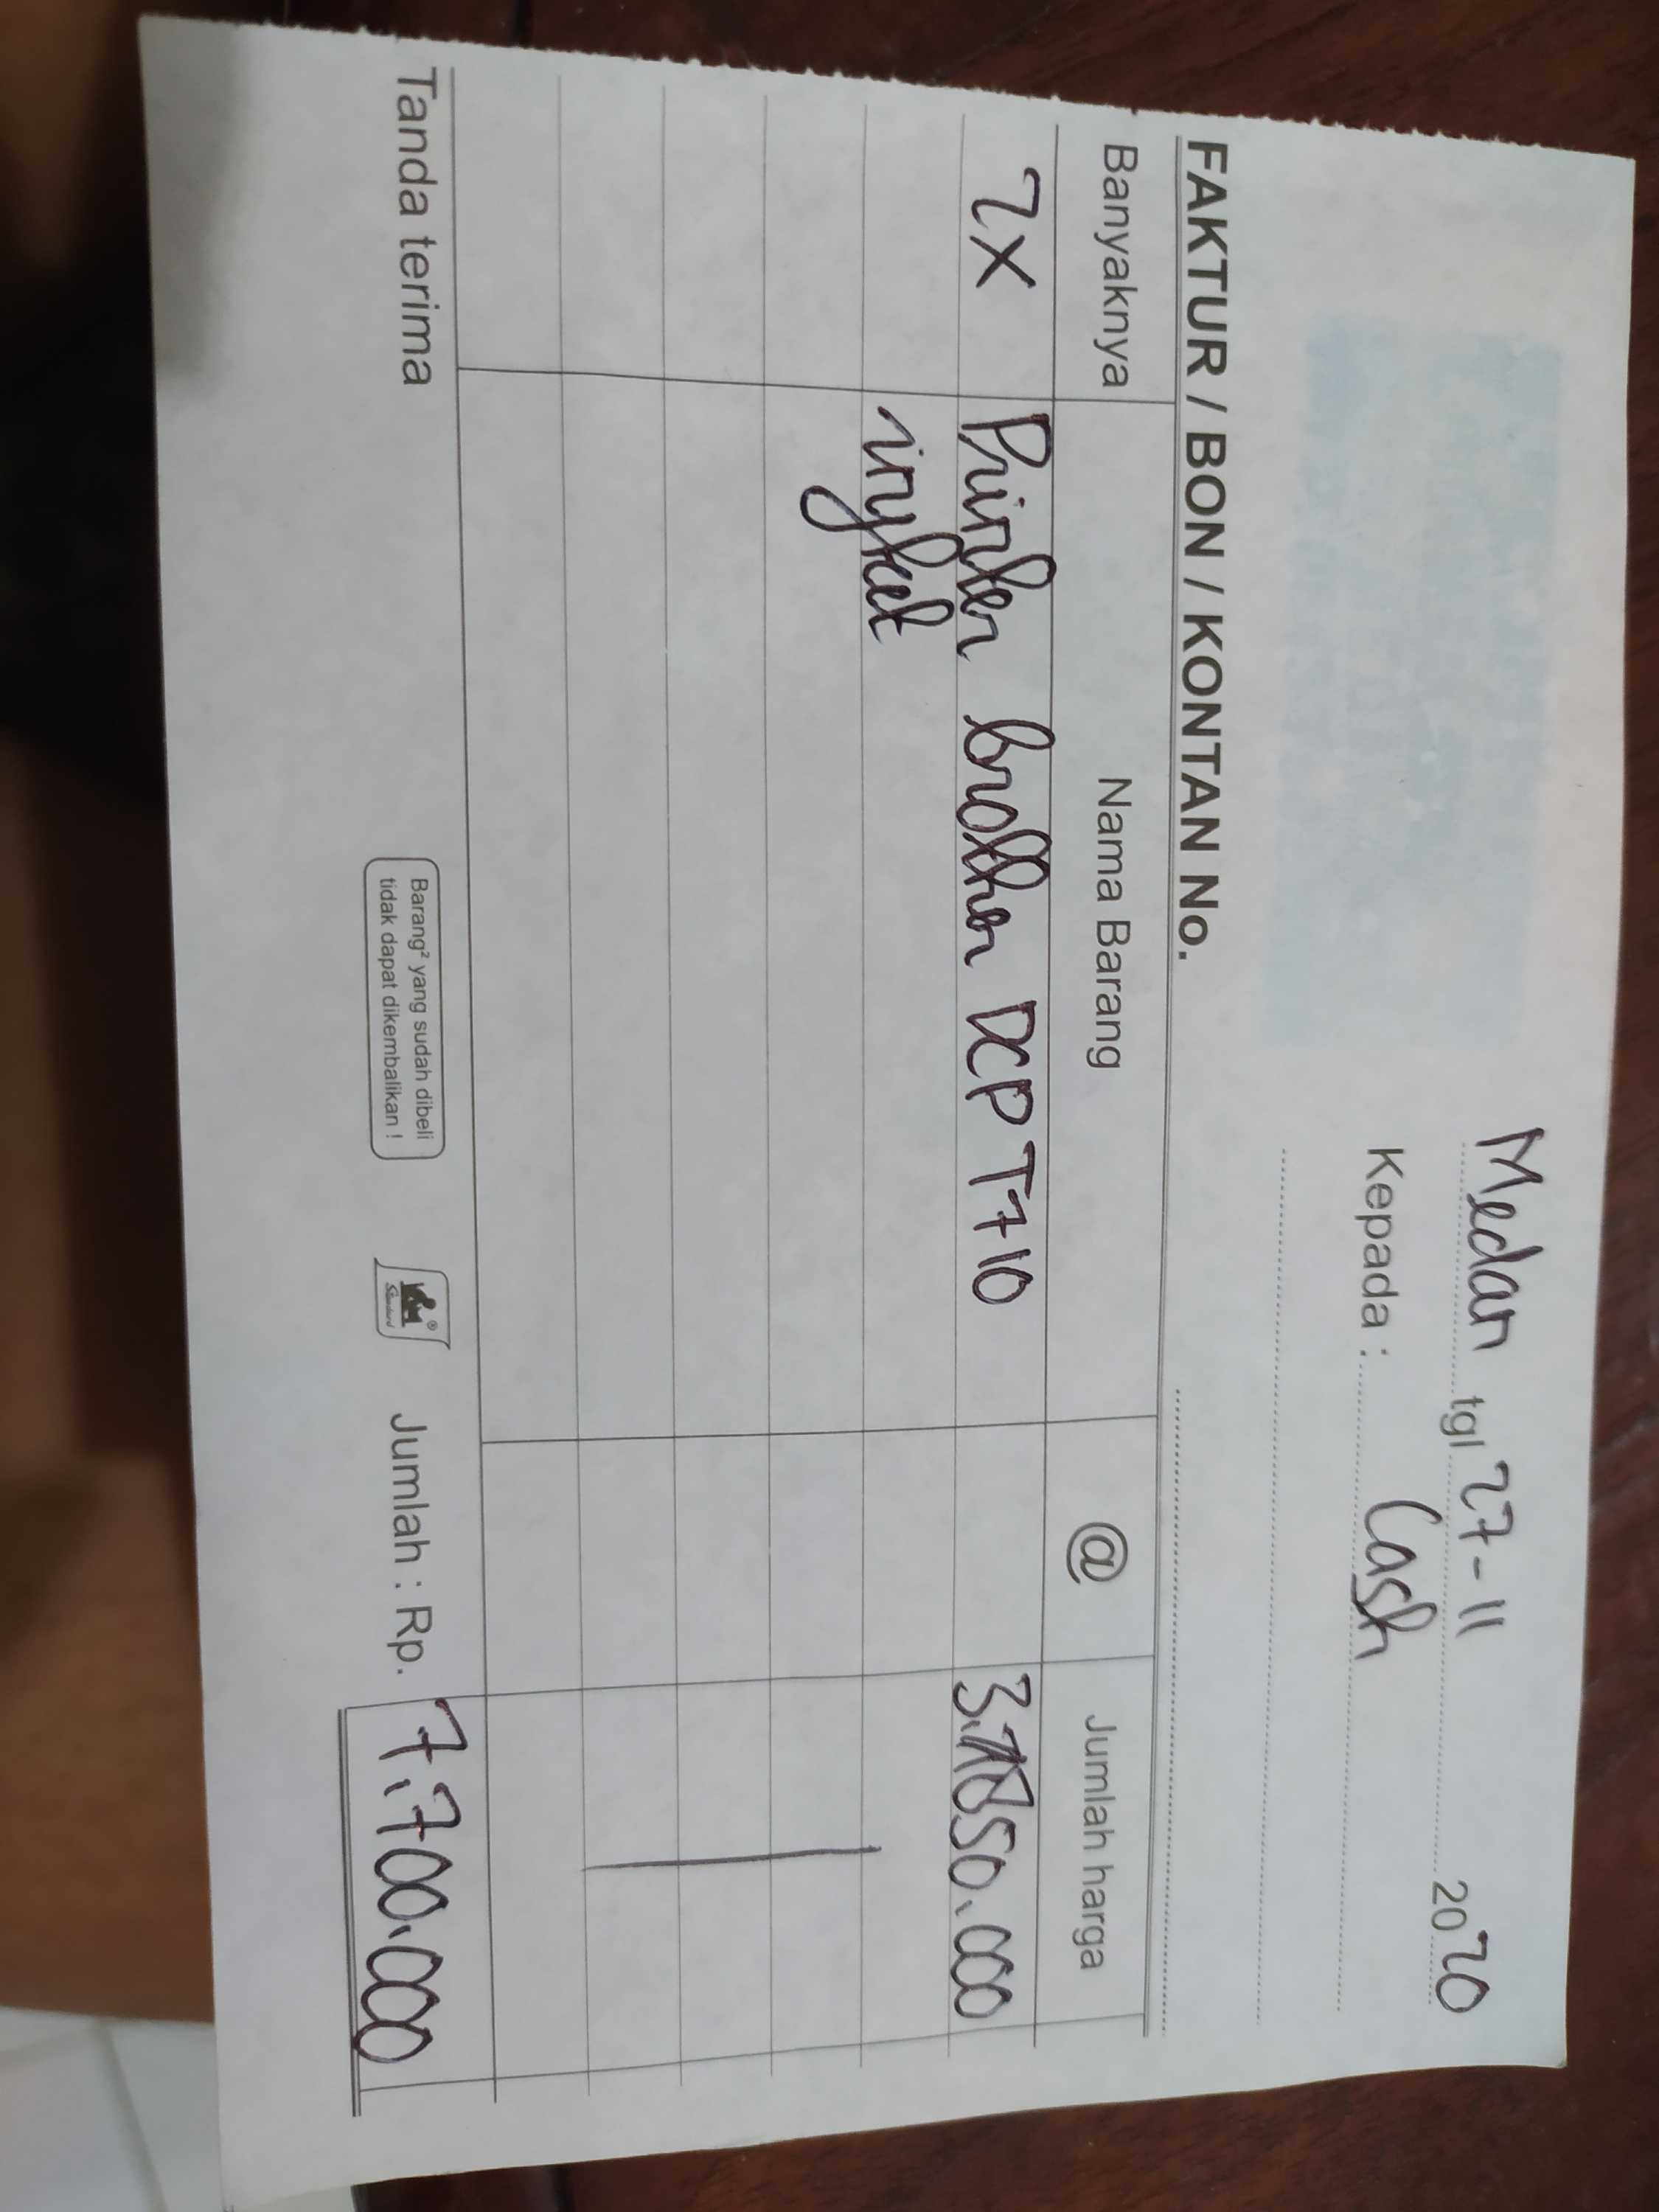 Medan tgl 27-11 2020
Kepada : Cash
FAKTUR / BON / KONTAN No.
Banyaknya Nama Barang @ Jumlah harga
2X Printer brother DCP T710 3.850.000
inyket
Tanda terima
Barang² yang sudah dibeli
tidak dapat dikembalikan !
Standard
Jumlah : Rp. 7.700.000